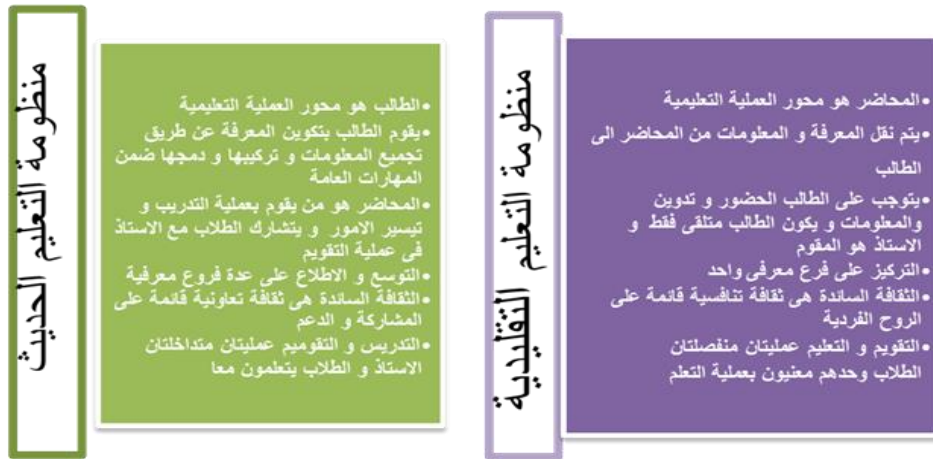 منظومة التعليم التقليدية
•المحاضر هو محور العملية التعليمية
•يتم نقل المعرفة و المعلومات من المحاضر الى
الطالب
•يتوجب على الطالب الحضور و تدوين
والمعلومات و يكون الطالب متلقى فقط و
الاستاذ هو المقوم
•التركيز على فرع معرفى واحد
•الثقافة السائدة هى ثقافة تنافسية قائمة على
الروح الفردية
•التقويم و التعليم عمليتان منفصلتان
الطلاب وحدهم معنيون بعملية التعلم
منظومة التعليم الحديث
•الطالب هو محور العملية التعليمية
•يقوم الطالب بتكوين المعرفة عن طريق
تجميع المعلومات و تركيبها و دمجها ضمن
المهارات العامة
•المحاضر هو من يقوم بعملية التدريب و
تيسير الامور و يتشارك الطلاب مع الاستاذ
فى عملية التقويم
•التوسع و الاطلاع على عدة فروع معرفية
•الثقافة السائدة هى ثقافة تعاونية قائمة على
المشاركة و الدعم
•التدريس و التقوميم عمليتان متداخلتان
الاستاذ و الطلاب يتعلمون معا